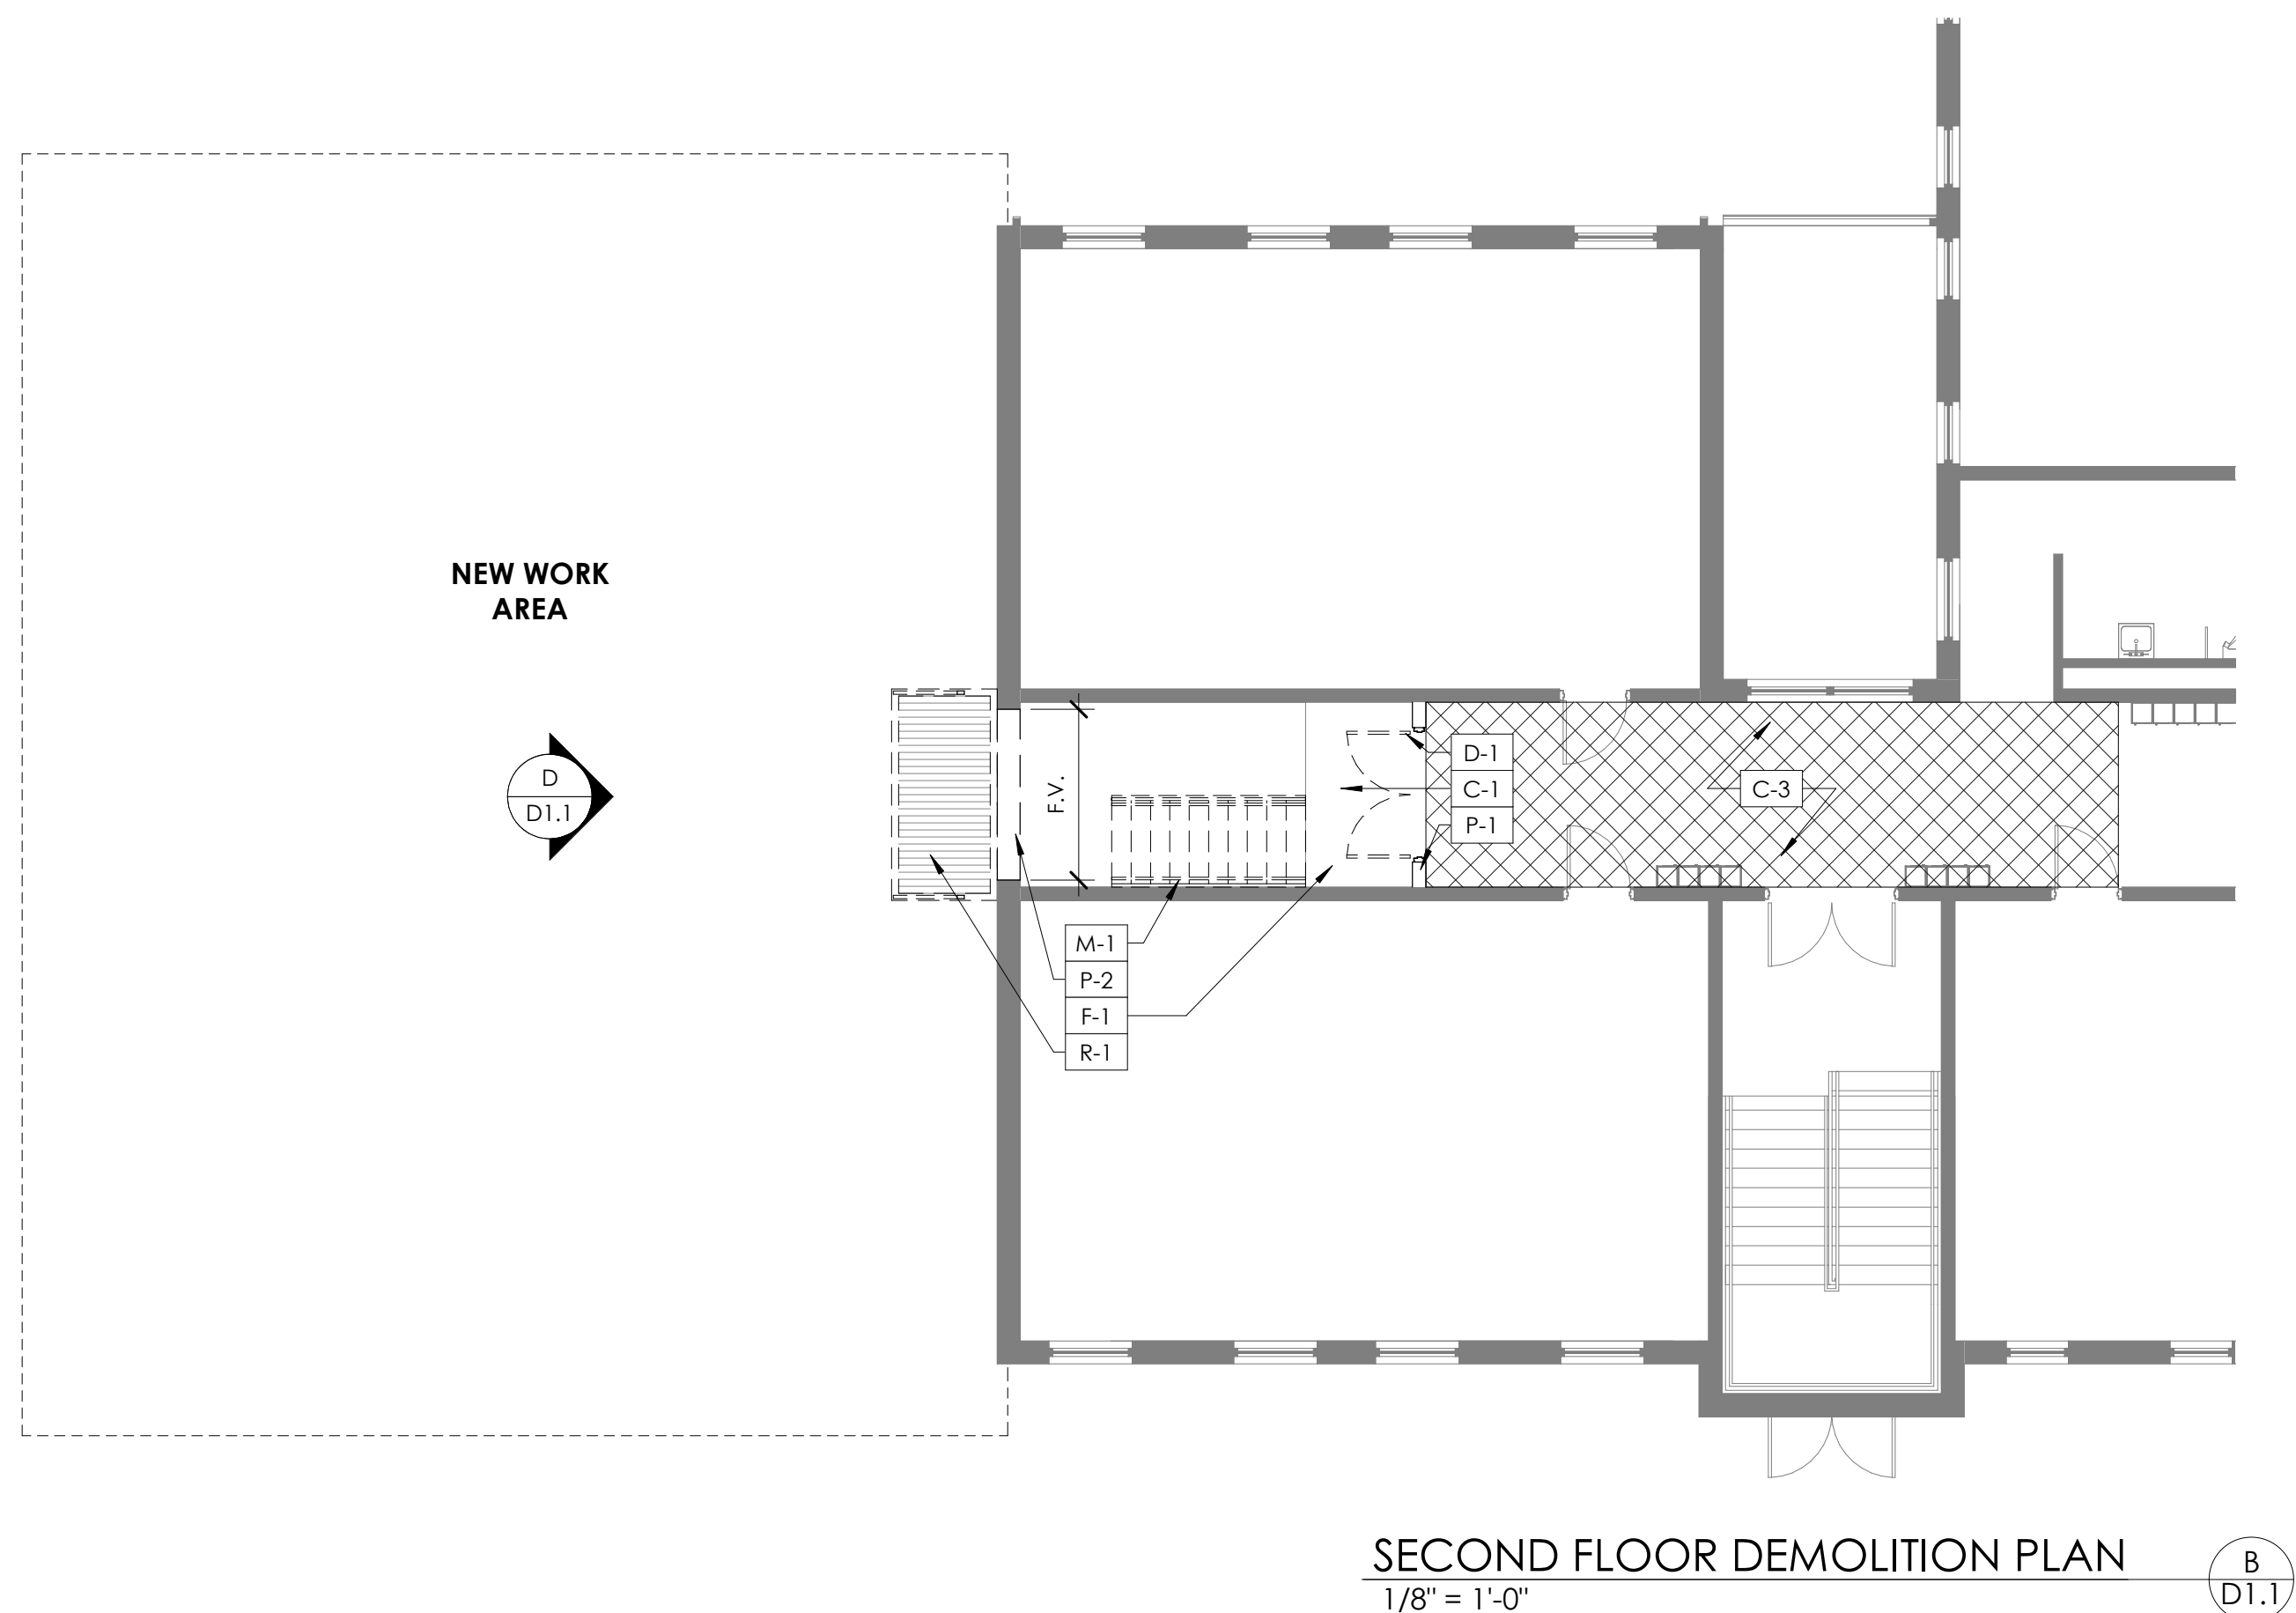 NEW WORK
AREA
D
D1.1
F.V.
D-1
C-1
P-1
C-3
M-1
P-2
F-1
R-1
SECOND FLOOR DEMOLITION PLAN
1/8" = 1'-0"
B
D1.1